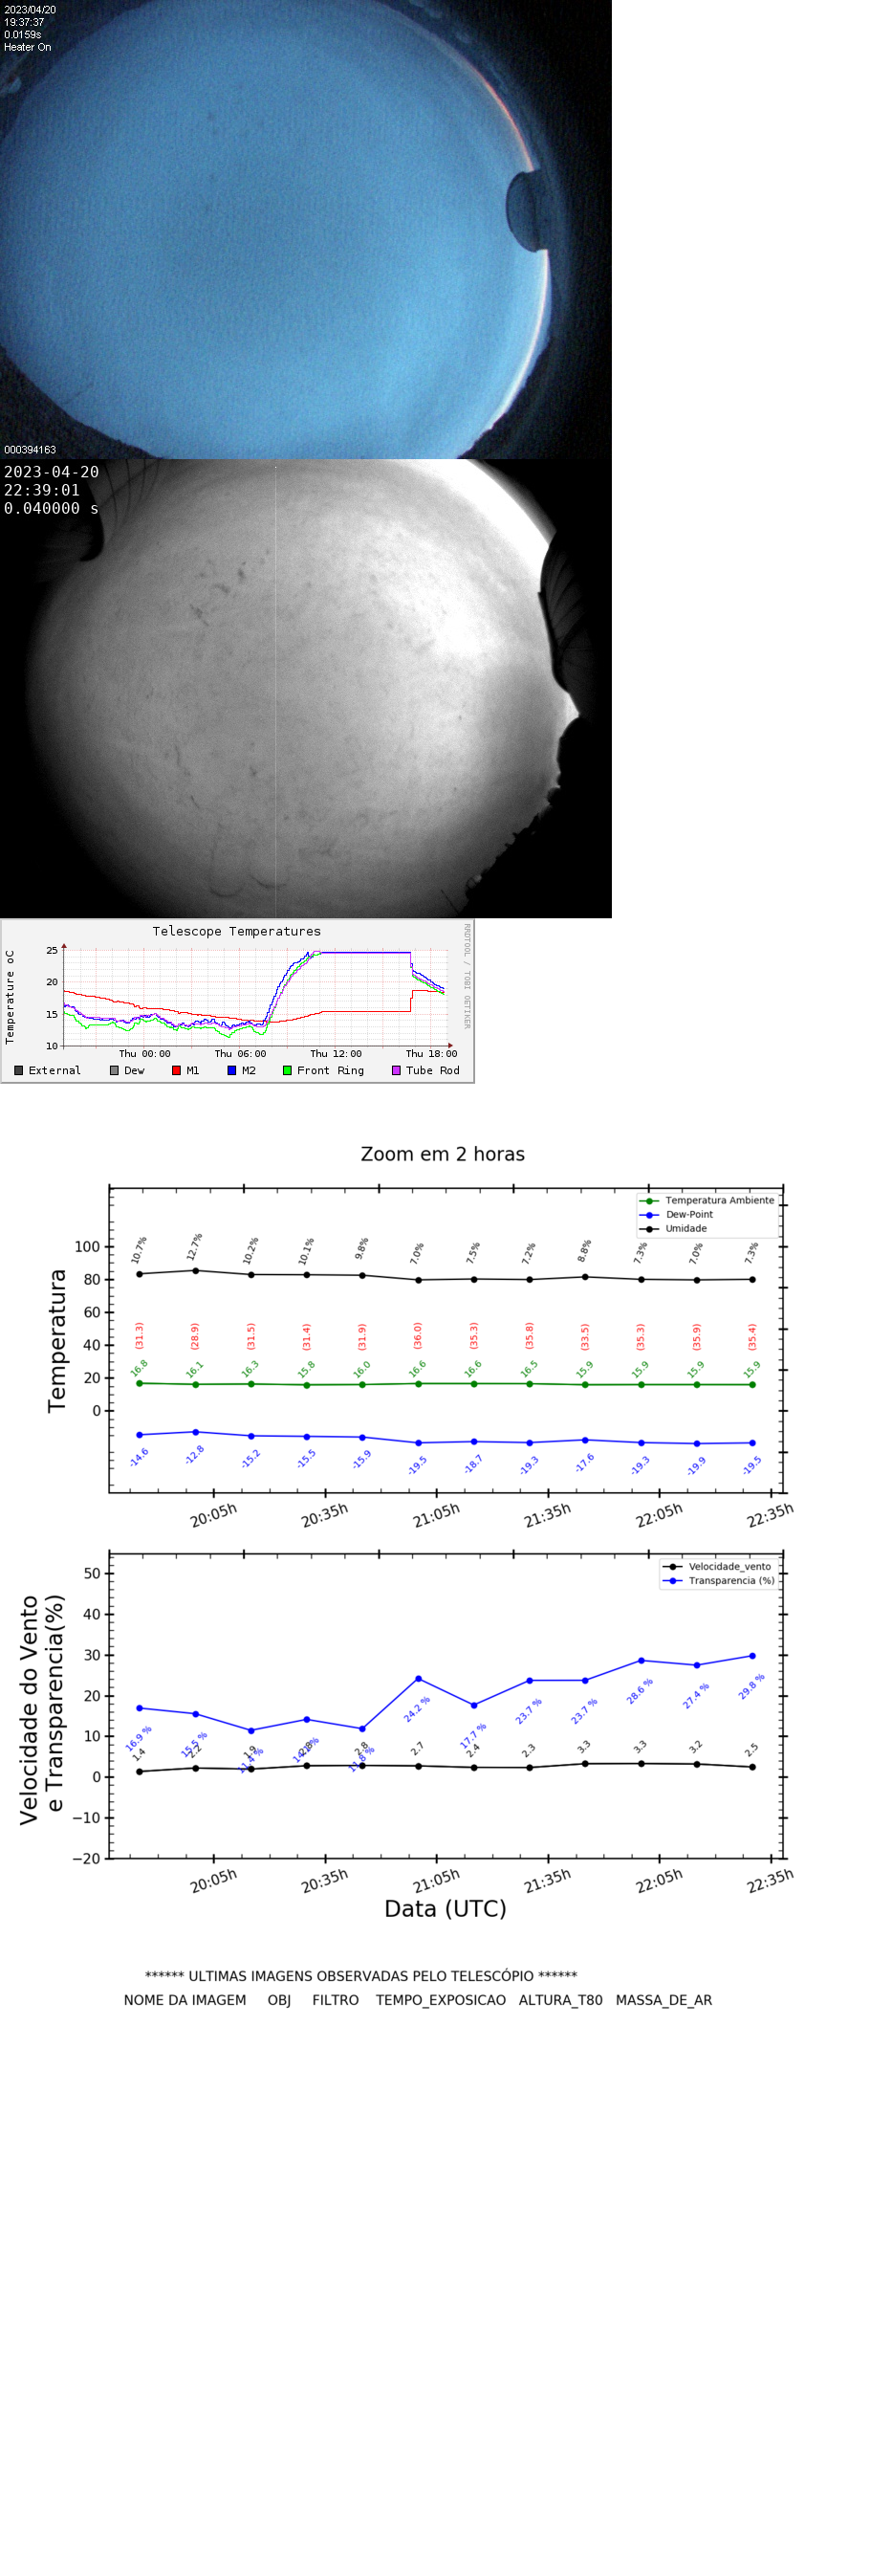 2023/04/20
19:37:37
0.0159s
Heater On
000394163
2023-04-20
22:39:01
0.040000 s
Telescope Temperatures
RRDTOOL / TOBI OETIKER
Temperature oC
25
20
15
10
Thu 00:00 Thu 06:00 Thu 12:00 Thu 18:00
External Dew M1 M2 Front Ring Tube Rod
Zoom em 2 horas
Temperatura Ambiente
Dew-Point
Umidade
Temperatura
100
80
60
40
20
0
10.7% 12.7% 10.2% 10.1% 9.8% 7.0% 7.5% 7.2% 8.8% 7.3% 7.0% 7.3%
(31.3) (28.9) (31.5) (31.4) (31.9) (36.0) (35.3) (35.8) (33.5) (35.3) (35.9) (35.4)
16.8 16.1 16.3 15.8 16.0 16.6 16.6 16.5 15.9 15.9 15.9 15.9
-14.6 -12.8 -15.2 -15.5 -15.9 -19.5 -18.7 -19.3 -17.6 -19.3 -19.9 -19.5
20:05h 20:35h 21:05h 21:35h 22:05h 22:35h
Velocidade_vento
Transparencia (%)
Velocidade do Vento
e Transparencia(%)
50
40
30
20
10
0
−10
−20
16.9 % 15.5 % 24.2 % 17.7 % 23.7 % 23.7 % 28.6 % 27.4 % 29.8 %
1.4 2.2 1.9 2.8 2.7 2.4 2.3 3.3 3.3 3.2 2.5
20:05h 20:35h 21:05h 21:35h 22:05h 22:35h
Data (UTC)
****** ULTIMAS IMAGENS OBSERVADAS PELO TELESCÓPIO ******
NOME DA IMAGEM OBJ FILTRO TEMPO_EXPOSICAO ALTURA_T80 MASSA_DE_AR